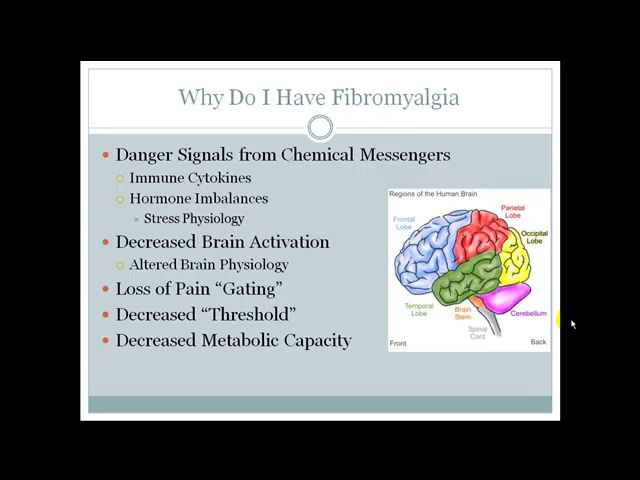 Why Do I Have Fibromyalgia
Danger Signals from Chemical Messengers
Immune Cytokines
Hormone Imbalances
Stress Physiology
Decreased Brain Activation
Altered Brain Physiology
Loss of Pain “Gating”
Decreased “Threshold”
Decreased Metabolic Capacity
Regions of the Human Brain
Frontal
Lobe
Parietal
Lobe
Occipital
Lobe
Temporal
Lobe
Brain
Stem
Cerebellum
Spinal
Cord
Front
Back